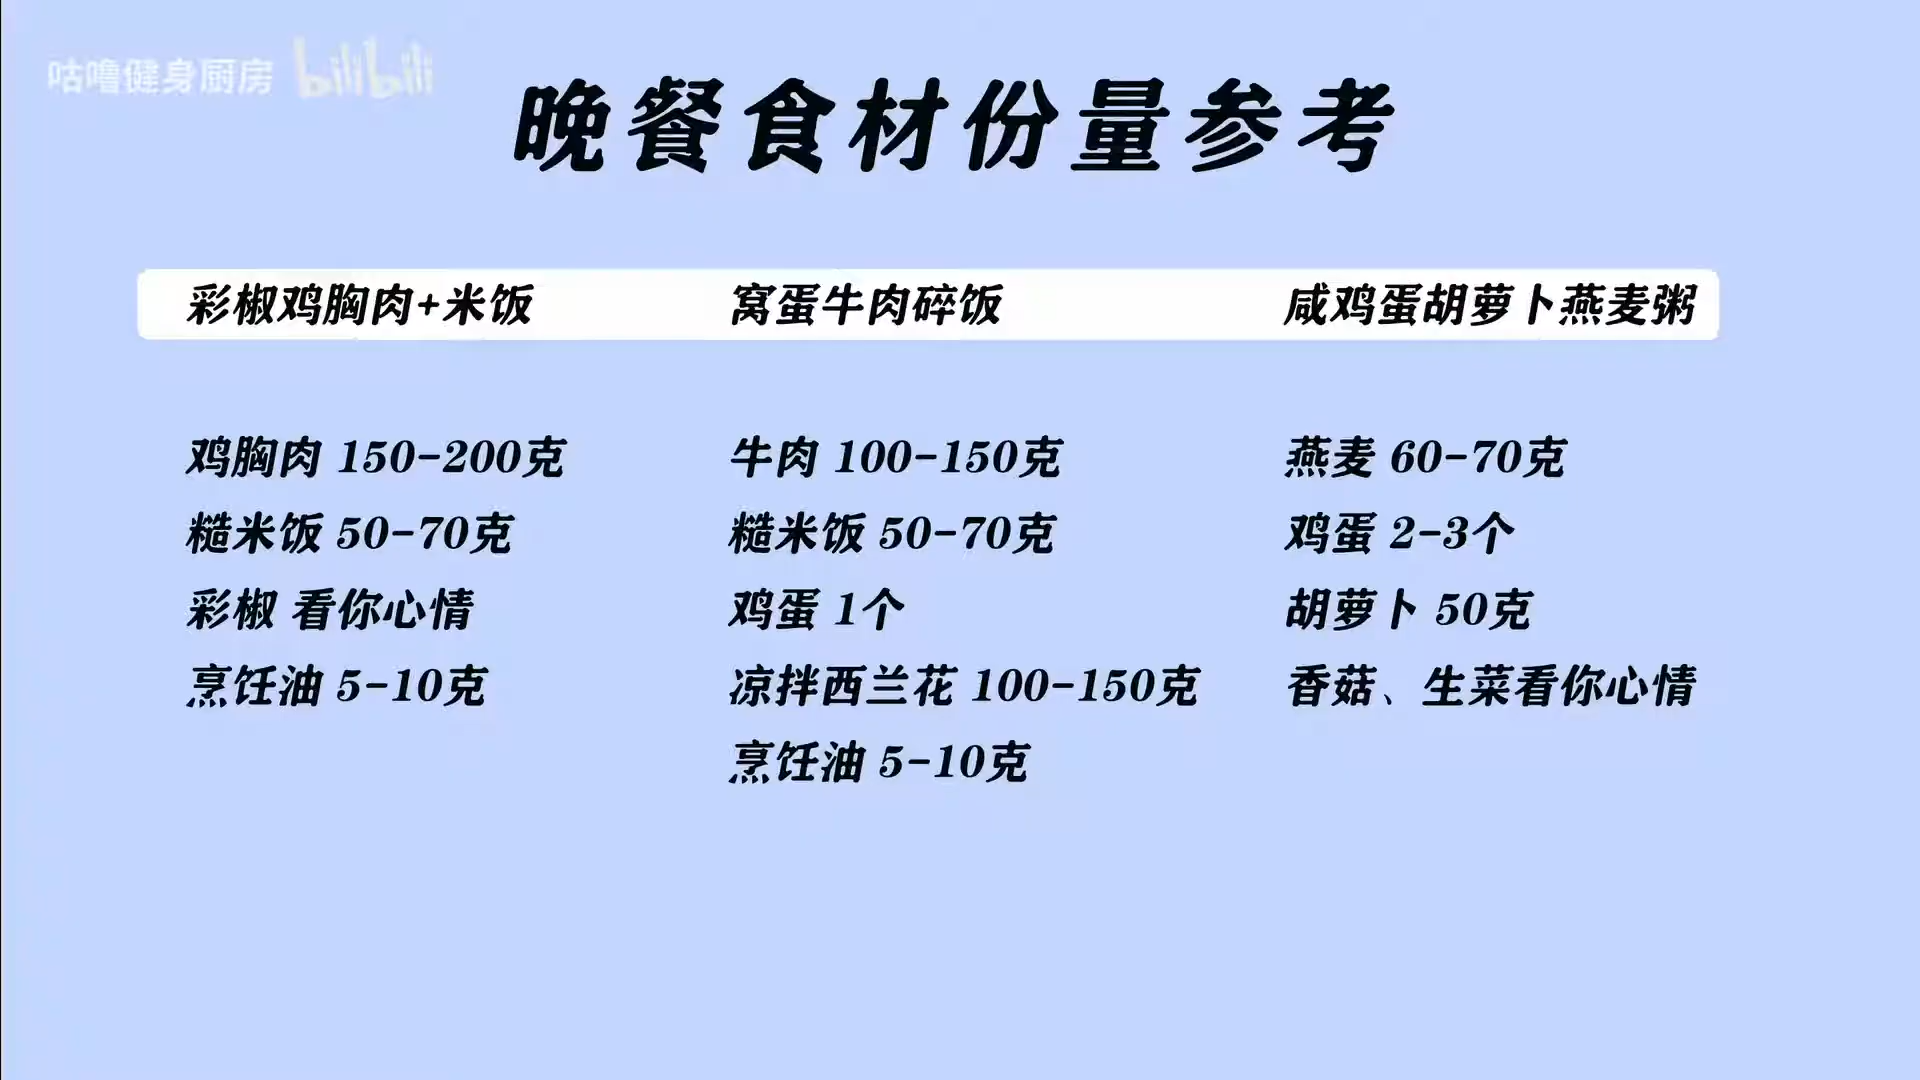 咕噜健身厨房 bilibili
晚餐食材份量参考
彩椒鸡胸肉+米饭
鸡胸肉 150-200克
糙米饭 50-70克
彩椒 看你心情
烹饪油 5-10克
窝蛋牛肉碎饭
牛肉 100-150克
糙米饭 50-70克
鸡蛋 1个
凉拌西兰花 100-150克
烹饪油 5-10克
咸鸡蛋胡萝卜燕麦粥
燕麦 60-70克
鸡蛋 2-3个
胡萝卜 50克
香菇、生菜看你心情